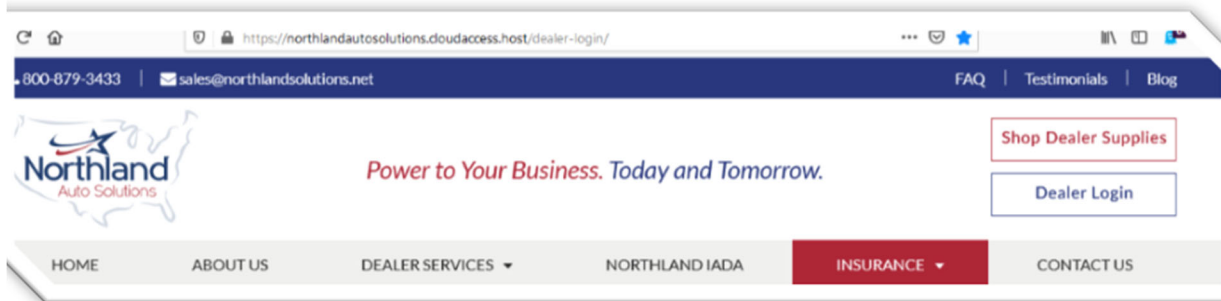 https://northlandautosolutions.cloudaccess.host/dealer-login/
800-879-3433 | sales@northlandsolutions.net FAQ | Testimonials | Blog
Northland
Auto Solutions
Power to Your Business. Today and Tomorrow.
Shop Dealer Supplies
Dealer Login
HOME ABOUT US DEALER SERVICES NORTHLAND IADA INSURANCE CONTACT US